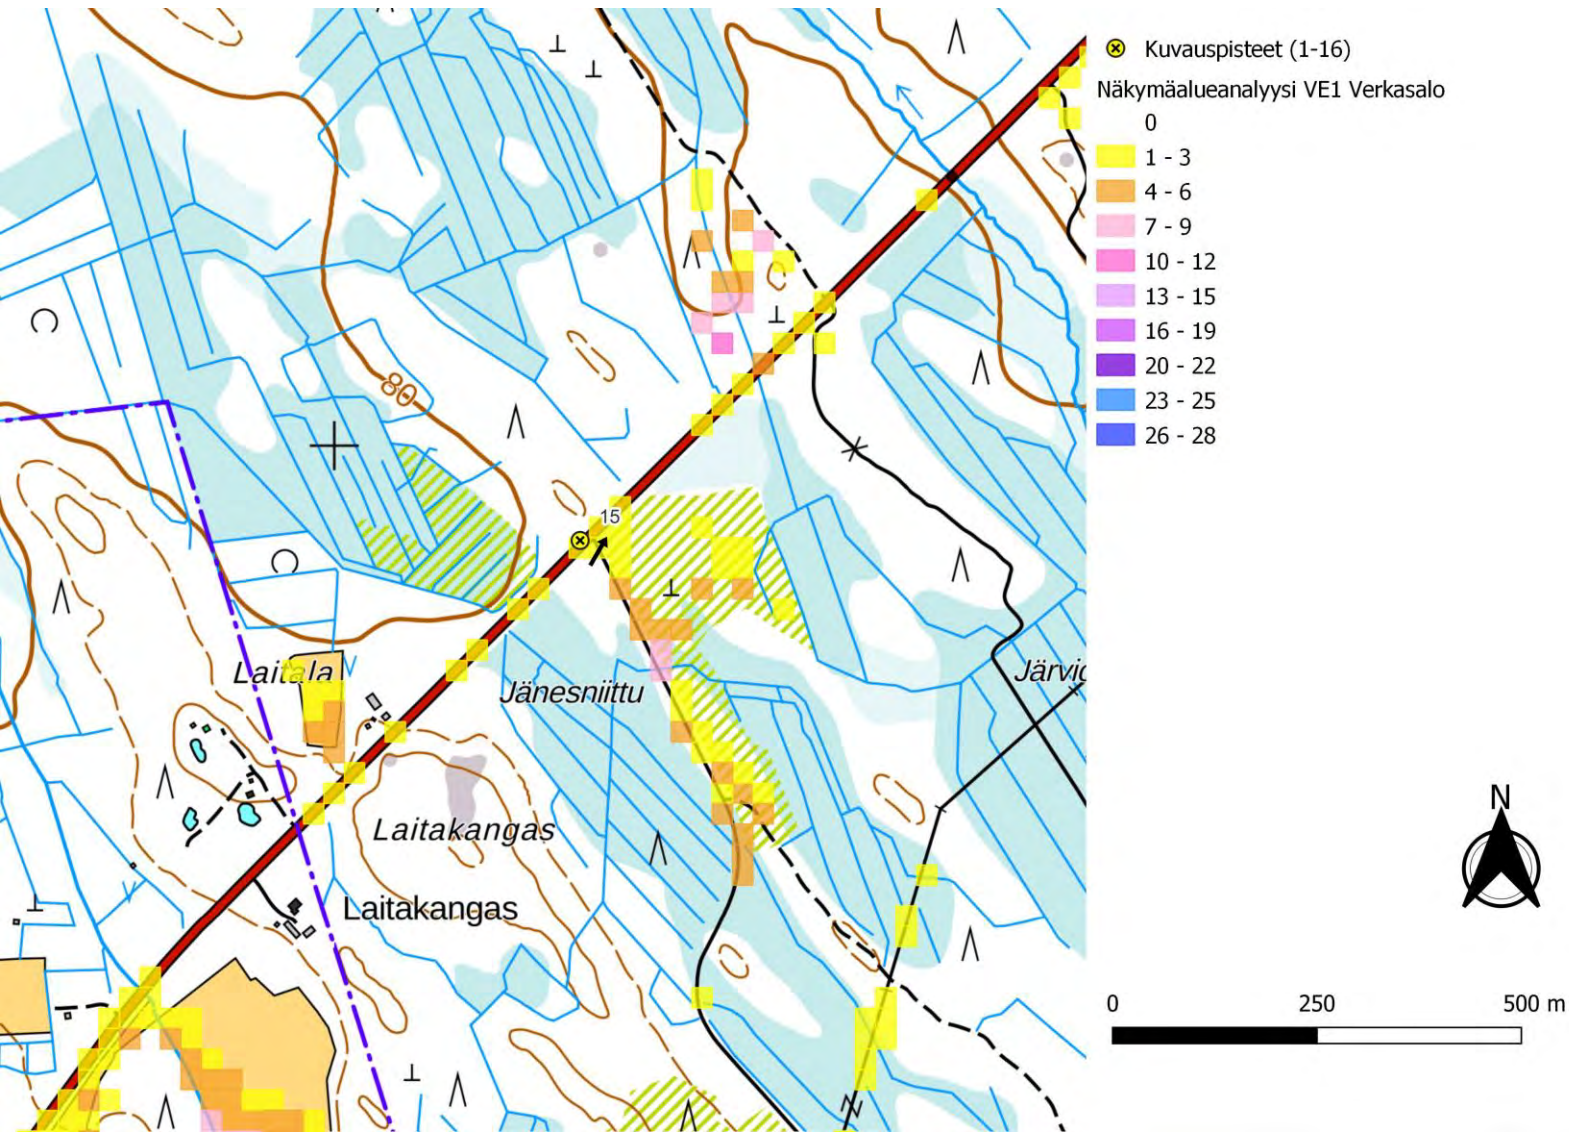 Kuvauspisteet (1-16)
Näkymäalueanalyysi VE1 Verkasalo
0
1 - 3
4 - 6
7 - 9
10 - 12
13 - 15
16 - 19
20 - 22
23 - 25
26 - 28
80
15
Laitala
Jänesniittu
Järvio
Laitakangas
Laitakangas
N
0 250 500 m